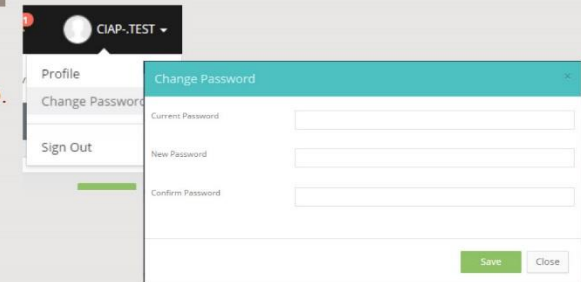 1
CIAP-.TEST
Profile
Change Password
Sign Out
Change Password
×
Current Password
New Password
Confirm Password
Save
Close